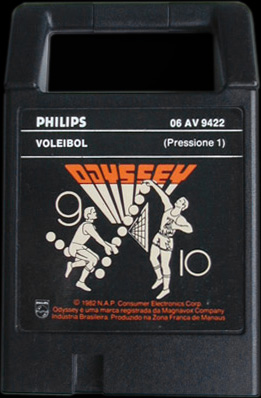 PHILIPS 06 AV 9422
VOLEIBOL (Pressione 1)
ODYSSEY
9
10
PHILIPS
© 1982 N.A.P. Consumer Electronics Corp.
Odyssey é uma marca registrada da Magnavox Company
Indústria Brasileira. Produzido na Zona Franca de Manaus